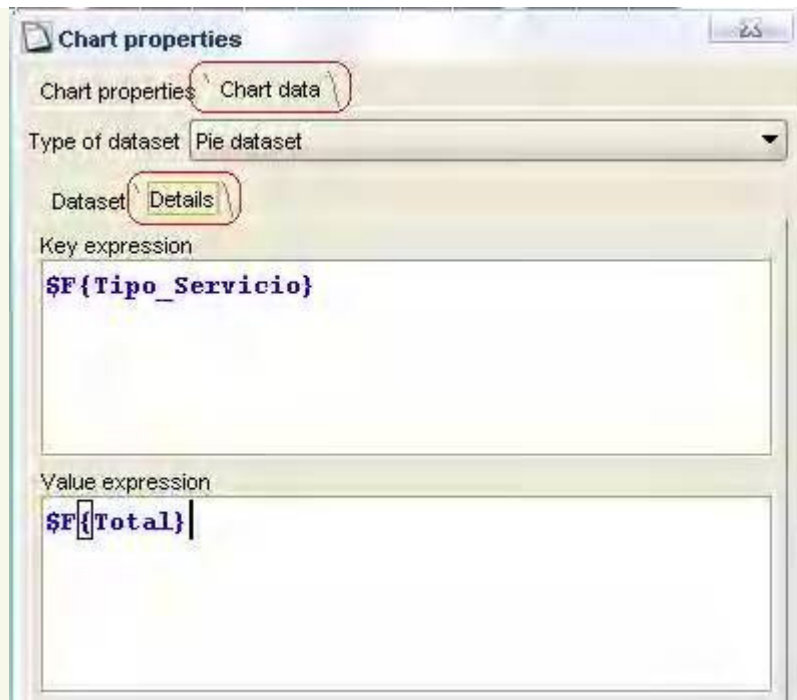 Chart properties
Chart properties Chart data
Type of dataset Pie dataset
Dataset Details
Key expression
$F{Tipo_Servicio}
Value expression
$F{Total}